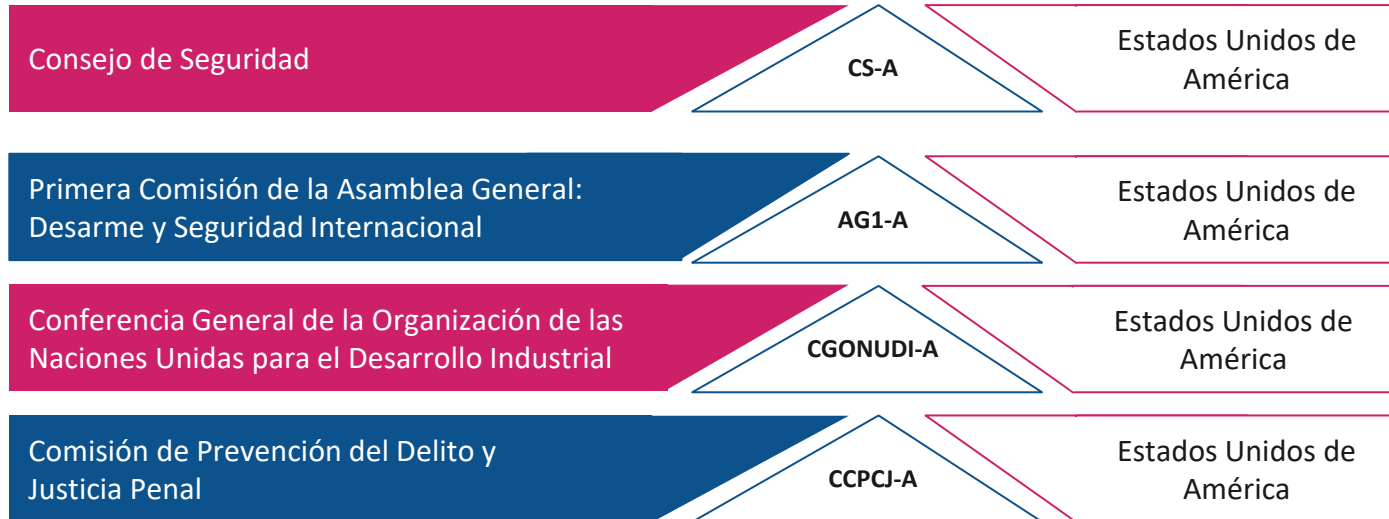 Consejo de Seguridad
CS-A
Estados Unidos de
América
Primera Comisión de la Asamblea General:
Desarme y Seguridad Internacional
AG1-A
Estados Unidos de
América
Conferencia General de la Organización de las
Naciones Unidas para el Desarrollo Industrial
CGONUDI-A
Estados Unidos de
América
Comisión de Prevención del Delito y
Justicia Penal
CCPCJ-A
Estados Unidos de
América